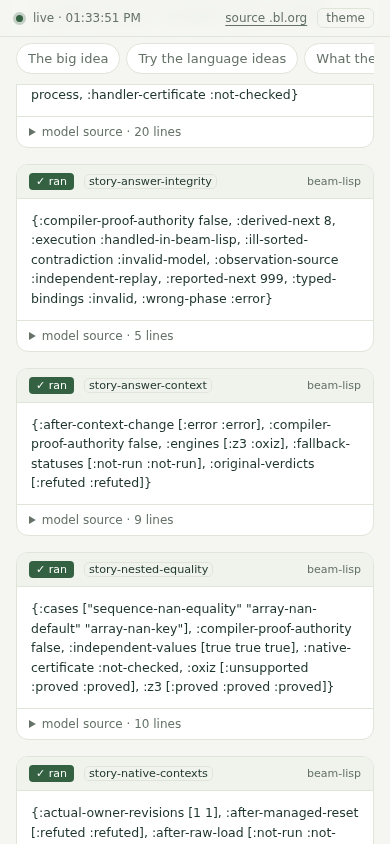 live · 01:33:51 PM source .bl.org theme
The big idea Try the language ideas What the
process, :handler-certificate :not-checked}
model source · 20 lines
✓ ran story-answer-integrity beam-lisp
{:compiler-proof-authority false, :derived-next 8,
:execution :handled-in-beam-lisp, :ill-sorted-
contradiction :invalid-model, :observation-source
:independent-replay, :reported-next 999, :typed-
bindings :invalid, :wrong-phase :error}
model source · 5 lines
✓ ran story-answer-context beam-lisp
{:after-context-change [:error :error], :compiler-
proof-authority false, :engines [:z3 :oxiz], :fallback-
statuses [:not-run :not-run], :original-verdicts
[:refuted :refuted]}
model source · 9 lines
✓ ran story-nested-equality beam-lisp
{:cases ["sequence-nan-equality" "array-nan-
default" "array-nan-key"], :compiler-proof-authority
false, :independent-values [true true true], :native-
certificate :not-checked, :oxiz [:unsupported
:proved :proved], :z3 [:proved :proved :proved]}
model source · 10 lines
✓ ran story-native-contexts beam-lisp
{:actual-owner-revisions [1 1], :after-managed-reset
[:refuted :refuted], :after-raw-load [:not-run :not-